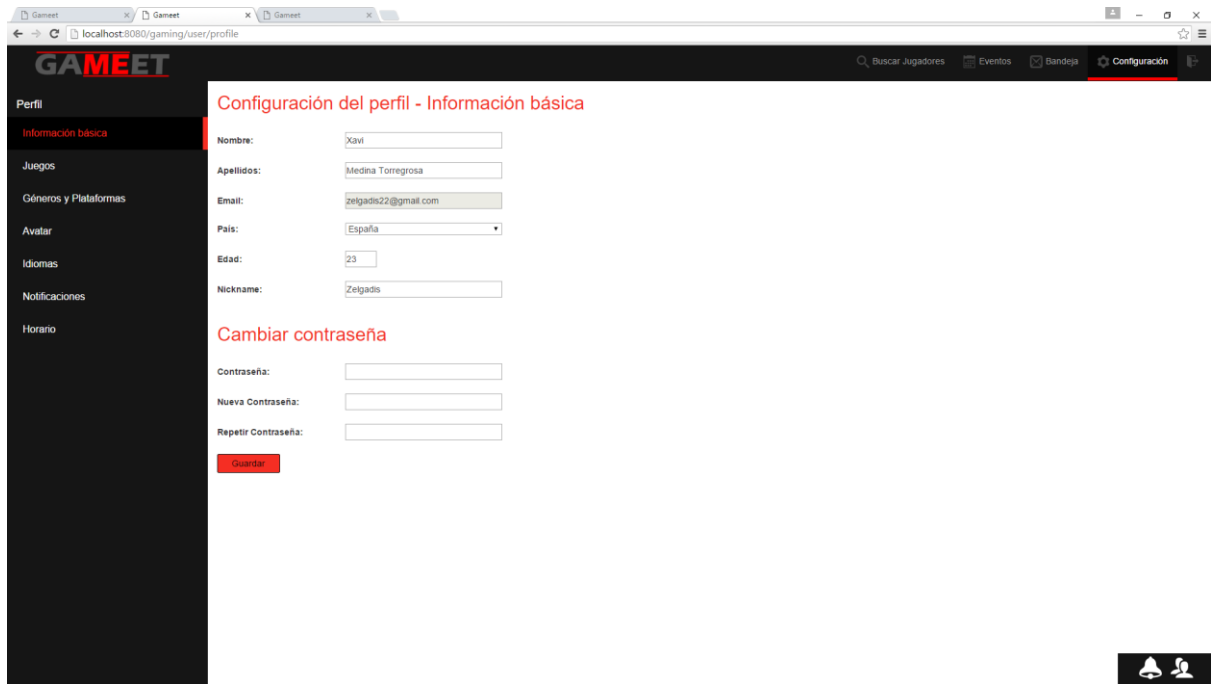 Gameet Gameet Gameet
localhost:8080/gaming/user/profile
GAMEET Buscar Jugadores Eventos Bandeja Configuración
Perfil
Información básica
Juegos
Géneros y Plataformas
Avatar
Idiomas
Notificaciones
Horario
Configuración del perfil - Información básica
Nombre: Xavi
Apellidos: Medina Torregrosa
Email: zelgadis22@gmail.com
País: España
Edad: 23
Nickname: Zelgadis
Cambiar contraseña
Contraseña:
Nueva Contraseña:
Repetir Contraseña:
Guardar